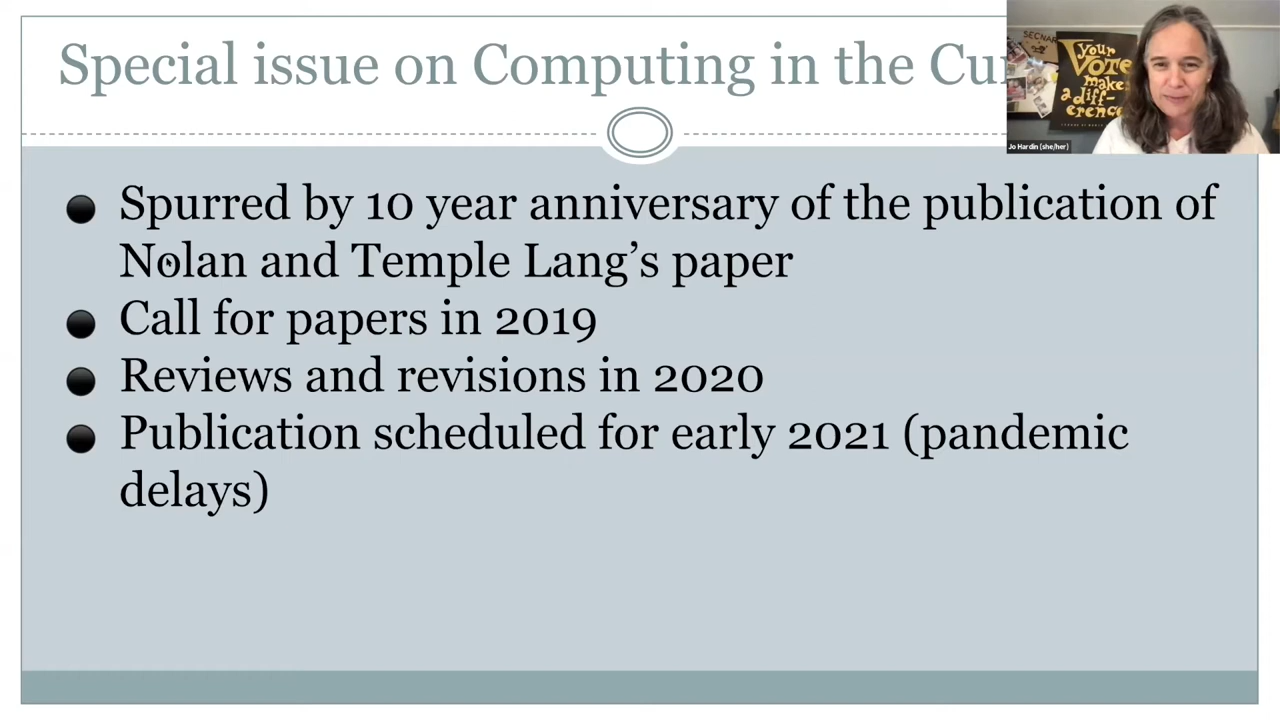 Special issue on Computing in the
Spurred by 10 year anniversary of the publication of
Nolan and Temple Lang's paper
Call for papers in 2019
Reviews and revisions in 2020
Publication scheduled for early 2021 (pandemic
delays)
your
VOTE
make
a diff-
erence
Jo Hardin (she/her)